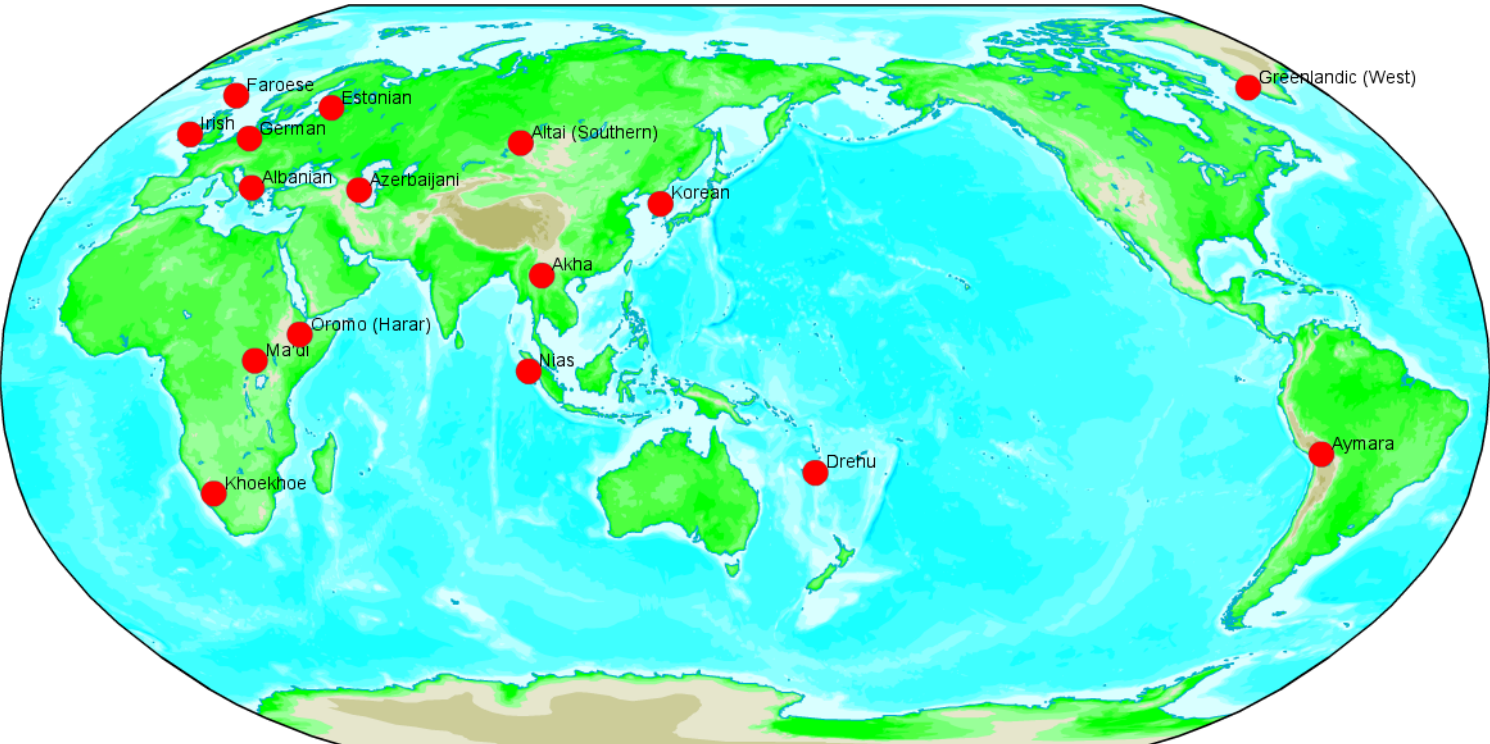 Greenlandic (West)
Faroese
Estonian
Irish
German
Altai (Southern)
Albanian
Azerbaijani
Korean
Akha
Oromo (Harar)
Ma'di
Nias
Aymara
Drehu
Khoekhoe